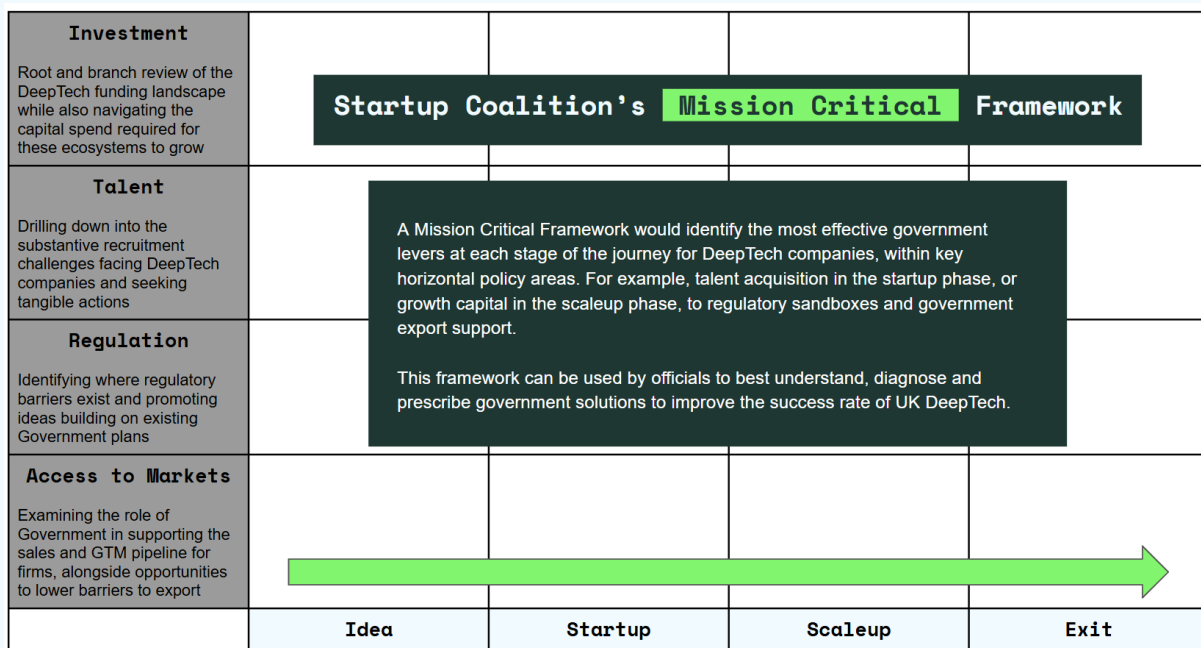 Investment
Root and branch review of the
DeepTech funding landscape
while also navigating the
capital spend required for
these ecosystems to grow
Startup Coalition's Mission Critical Framework
Talent
Drilling down into the
substantive recruitment
challenges facing DeepTech
companies and seeking
tangible actions
A Mission Critical Framework would identify the most effective government
levers at each stage of the journey for DeepTech companies, within key
horizontal policy areas. For example, talent acquisition in the startup phase, or
growth capital in the scaleup phase, to regulatory sandboxes and government
export support.
This framework can be used by officials to best understand, diagnose and
prescribe government solutions to improve the success rate of UK DeepTech.
Regulation
Identifying where regulatory
barriers exist and promoting
ideas building on existing
Government plans
Access to Markets
Examining the role of
Government in supporting the
sales and GTM pipeline for
firms, alongside opportunities
to lower barriers to export
Idea
Startup
Scaleup
Exit